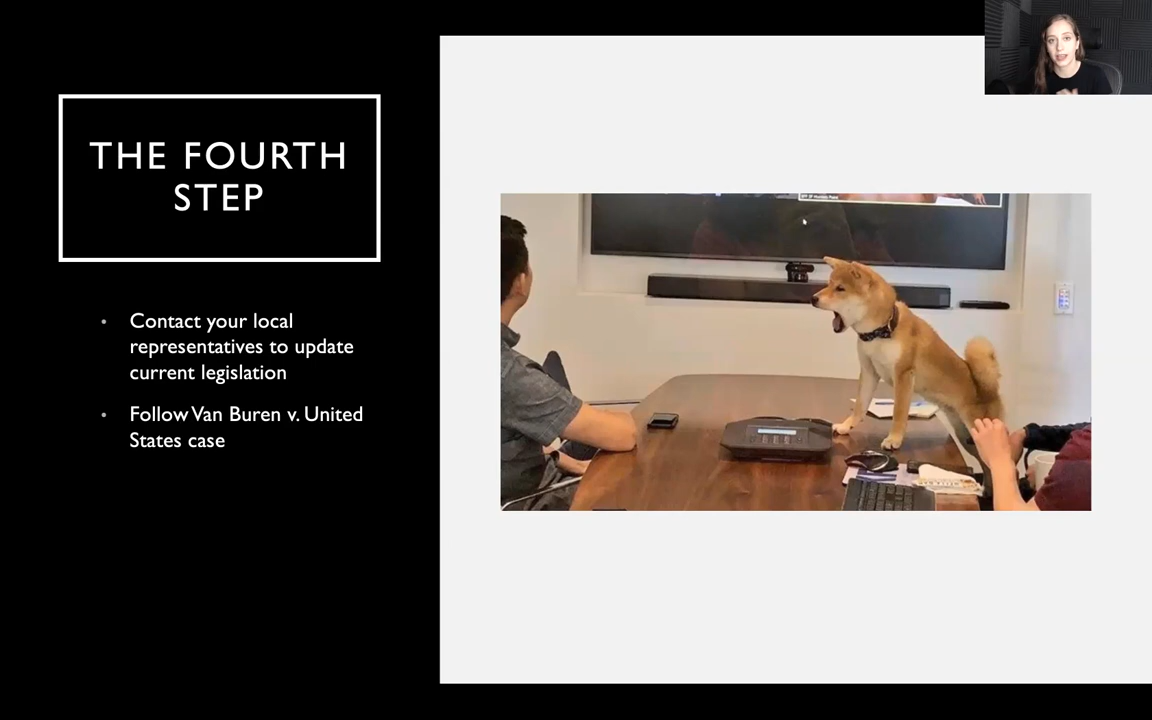 THE FOURTH
STEP
Contact your local
representatives to update
current legislation
Follow Van Buren v. United
States case